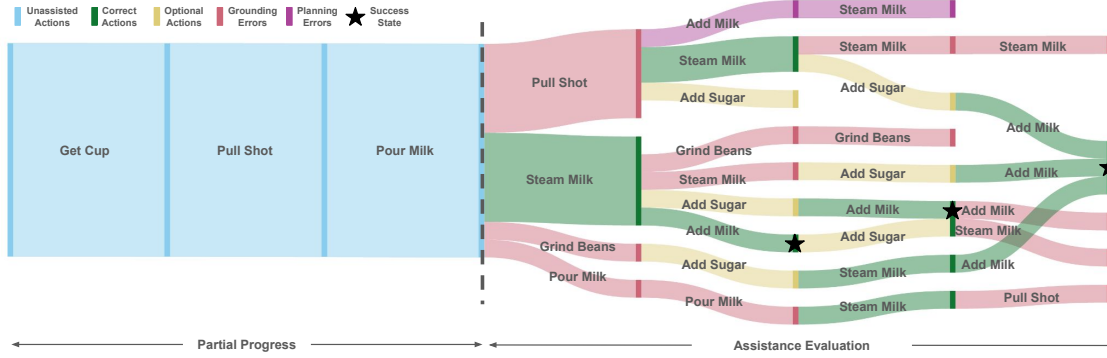 Unassisted Actions
Correct Actions
Optional Actions
Grounding Errors
Planning Errors
Success State
Get Cup
Pull Shot
Pour Milk
Pull Shot
Steam Milk
Grind Beans
Pour Milk
Add Milk
Steam Milk
Add Sugar
Grind Beans
Steam Milk
Add Sugar
Add Milk
Add Sugar
Pour Milk
Steam Milk
Steam Milk
Add Sugar
Grind Beans
Add Sugar
Add Milk
Add Sugar
Steam Milk
Steam Milk
Steam Milk
Add Milk
Add Milk
Add Milk
Steam Milk
Add Milk
Pull Shot
Partial Progress
Assistance Evaluation